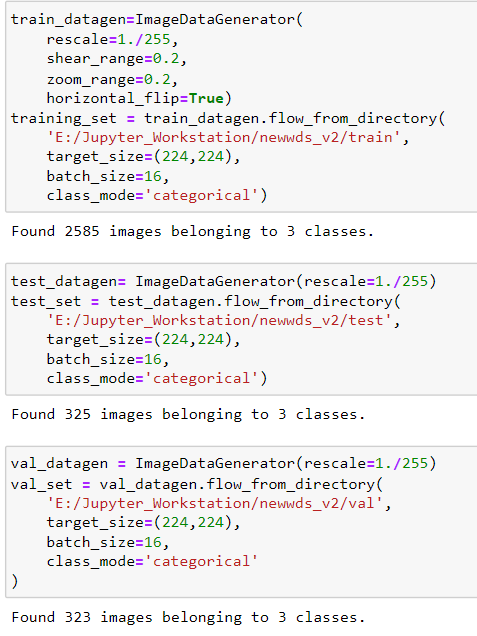 train_datagen=ImageDataGenerator(
    rescale=1./255,
    shear_range=0.2,
    zoom_range=0.2,
    horizontal_flip=True)
training_set = train_datagen.flow_from_directory(
    'E:/Jupyter_Workstation/newwds_v2/train',
    target_size=(224,224),
    batch_size=16,
    class_mode='categorical')
Found 2585 images belonging to 3 classes.
test_datagen= ImageDataGenerator(rescale=1./255)
test_set = test_datagen.flow_from_directory(
    'E:/Jupyter_Workstation/newwds_v2/test',
    target_size=(224,224),
    batch_size=16,
    class_mode='categorical')
Found 325 images belonging to 3 classes.
val_datagen = ImageDataGenerator(rescale=1./255)
val_set = val_datagen.flow_from_directory(
    'E:/Jupyter_Workstation/newwds_v2/val',
    target_size=(224,224),
    batch_size=16,
    class_mode='categorical'
)
Found 323 images belonging to 3 classes.